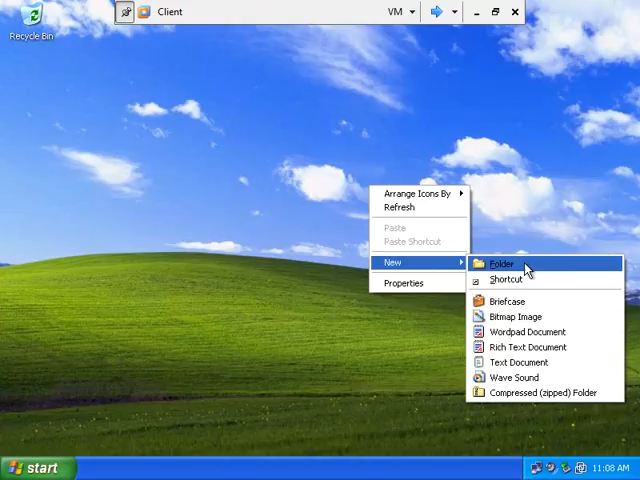 Client
VM
Recycle Bin
Arrange Icons By
Refresh
Paste
Paste Shortcut
New
Properties
Folder
Shortcut
Briefcase
Bitmap Image
Wordpad Document
Rich Text Document
Text Document
Wave Sound
Compressed (zipped) Folder
start
11:08 AM